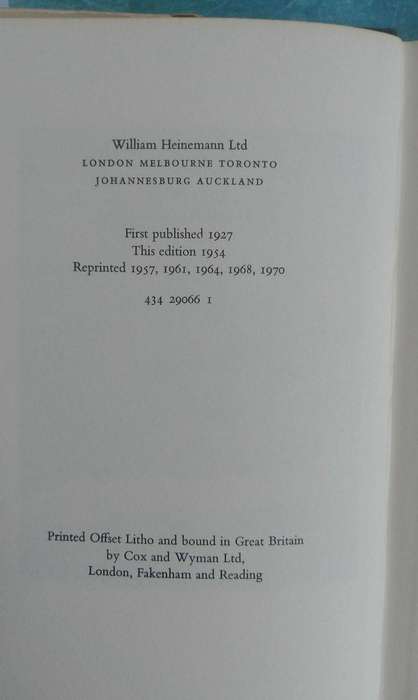 William Heinemann Ltd
LONDON MELBOURNE TORONTO
JOHANNESBURG AUCKLAND
First published 1927
This edition 1954
Reprinted 1957, 1961, 1964, 1968, 1970
434 29066 1
Printed Offset Litho and bound in Great Britain
by Cox and Wyman Ltd,
London, Fakenham and Reading